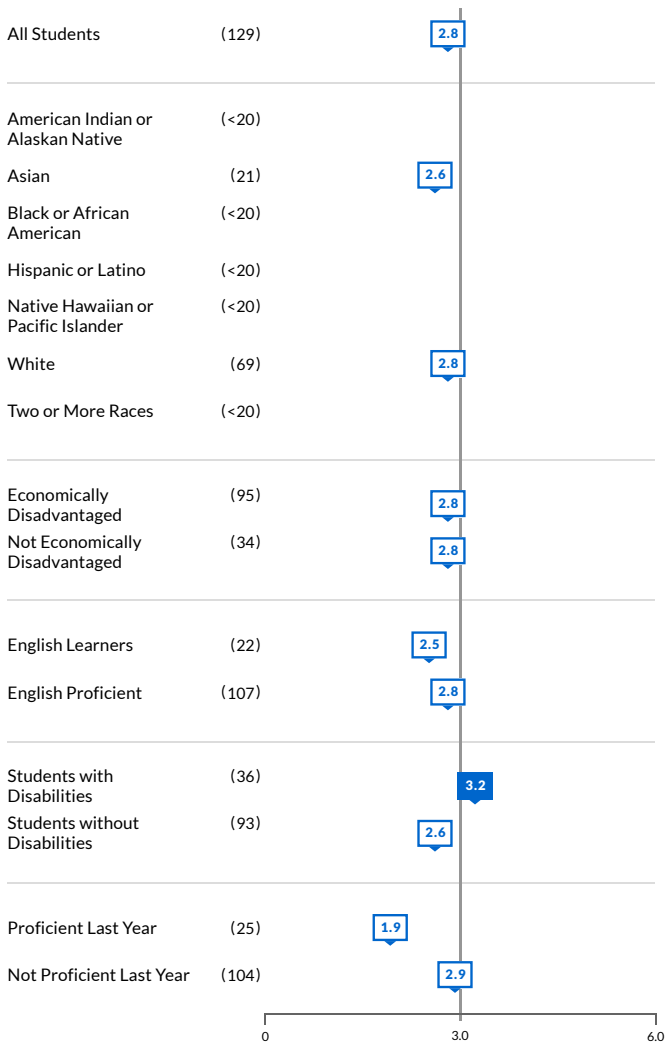 All Students (129) 2.8
American Indian or (<20)
Alaskan Native
Asian (21) 2.6
Black or African (<20)
American
Hispanic or Latino (<20)
Native Hawaiian or (<20)
Pacific Islander
White (69) 2.8
Two or More Races (<20)
Economically (95) 2.8
Disadvantaged
Not Economically (34) 2.8
Disadvantaged
English Learners (22) 2.5
English Proficient (107) 2.8
Students with (36) 3.2
Disabilities
Students without (93) 2.6
Disabilities
Proficient Last Year (25) 1.9
Not Proficient Last Year (104) 2.9
0 3.0 6.0